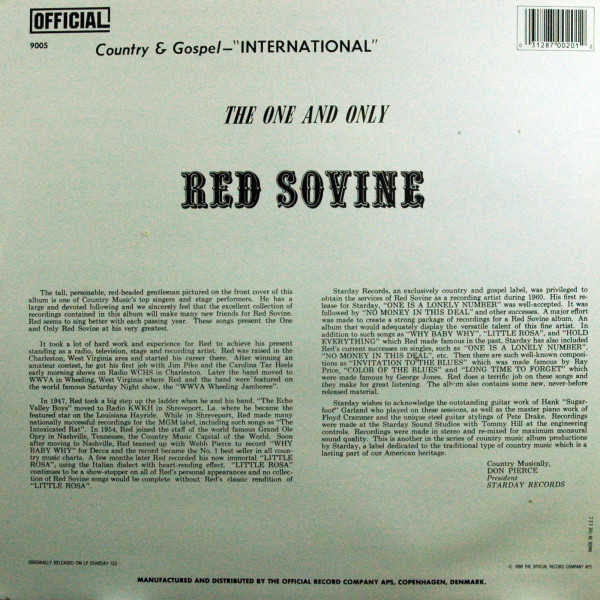 OFFICIAL
9005
Country & Gospel—"INTERNATIONAL"
0 31287 00201 2
THE ONE AND ONLY
RED SOVINE
The tall, personable, red-headed gentleman pictured on the front cover of this
album is one of Country Music's top singers and stage performers. He has a
large and devoted following and we sincerely feel that the excellent collection of
recordings contained in this album will make many new friends for Red Sovine.
Red seems to sing better with each passing year. These songs present the One
and Only Red Sovine at his very greatest.
It took a lot of hard work and experience for Red to achieve his present
standing as a radio, television, stage and recording artist. Red was raised in the
Charleston, West Virginia area and started his career there. After winning an
amateur contest, he got his first job with Jim Pike and the Carolina Tar Heels
early morning shows on Radio WCHS in Charleston. Later the band moved to
WWVA in Wheeling, West Virginia where Red and the band were featured on
the world famous Saturday Night show, the "WWVA Wheeling Jamboree".
In 1947, Red took a big step up the ladder when he and his band, "The Echo
Valley Boys" moved to Radio KWKH in Shreveport, La. where he became the
featured star on the Louisiana Hayride. While in Shreveport, Red made many
nationally successful recordings for the MGM label, including such songs as "The
Intoxicated Rat". In 1954, Red joined the staff of the world famous Grand Ole
Opry in Nashville, Tennessee, the Country Music Capital of the World. Soon
after moving to Nashville, Red teamed up with Webb Pierce to record "WHY
BABY WHY" for Decca and the record became the No. 1 best seller in all coun-
try music charts. A few months later Red recorded his now immortal "LITTLE
ROSA", using the Italian dialect with heart-rending effect. "LITTLE ROSA"
continues to be a show-stopper on all of Red's personal appearances and no collec-
tion of Red Sovine songs would be complete without Red's classic rendition of
"LITTLE ROSA".
Starday Records, an exclusively country and gospel label, was privileged to
obtain the services of Red Sovine as a recording artist during 1960. His first re-
lease for Starday, "ONE IS A LONELY NUMBER" was well-accepted. It was
followed by "NO MONEY IN THIS DEAL" and other successes. A major effort
was made to create a strong package of recordings for a Red Sovine album. An
album that would adequately display the versatile talent of this fine artist. In
addition to such songs as "WHY BABY WHY", "LITTLE ROSA", and "HOLD
EVERYTHING" which Red made famous in the past, Starday has also included
Red's current successes on singles, such as "ONE IS A LONELY NUMBER",
"NO MONEY IN THIS DEAL", etc. Then there are such well-known composi-
tions as "INVITATION TO THE BLUES" which was made famous by Ray
Price, "COLOR OF THE BLUES" and "LONG TIME TO FORGET" which
were made famous by George Jones. Red does a terrific job on these songs and
they make for great listening. The album also contains some new, never-before
released material.
Starday wishes to acknowledge the outstanding guitar work of Hank "Sugar-
foot" Garland who played on these sessions, as well as the master piano work of
Floyd Cramner and the unique steel guitar stylings of Pete Drake. Recordings
were made at the Starday Sound Studios with Tommy Hill at the engineering
controls. Recordings were made in stereo and re-mixed for maximum monaural
sound quality. This is another in the series of country music album productions
by Starday, a label dedicated to the traditional type of country music which is a
lasting part of our American heritage.
Country Musically,
DON PIERCE
President
STARDAY RECORDS
MADE IN THE E.E.C.
ORIGINALLY RELEASED ON LP STARDAY 132
© 1988 THE OFFICIAL RECORD COMPANY APS
MANUFACTURED AND DISTRIBUTED BY THE OFFICIAL RECORD COMPANY APS, COPENHAGEN, DENMARK.